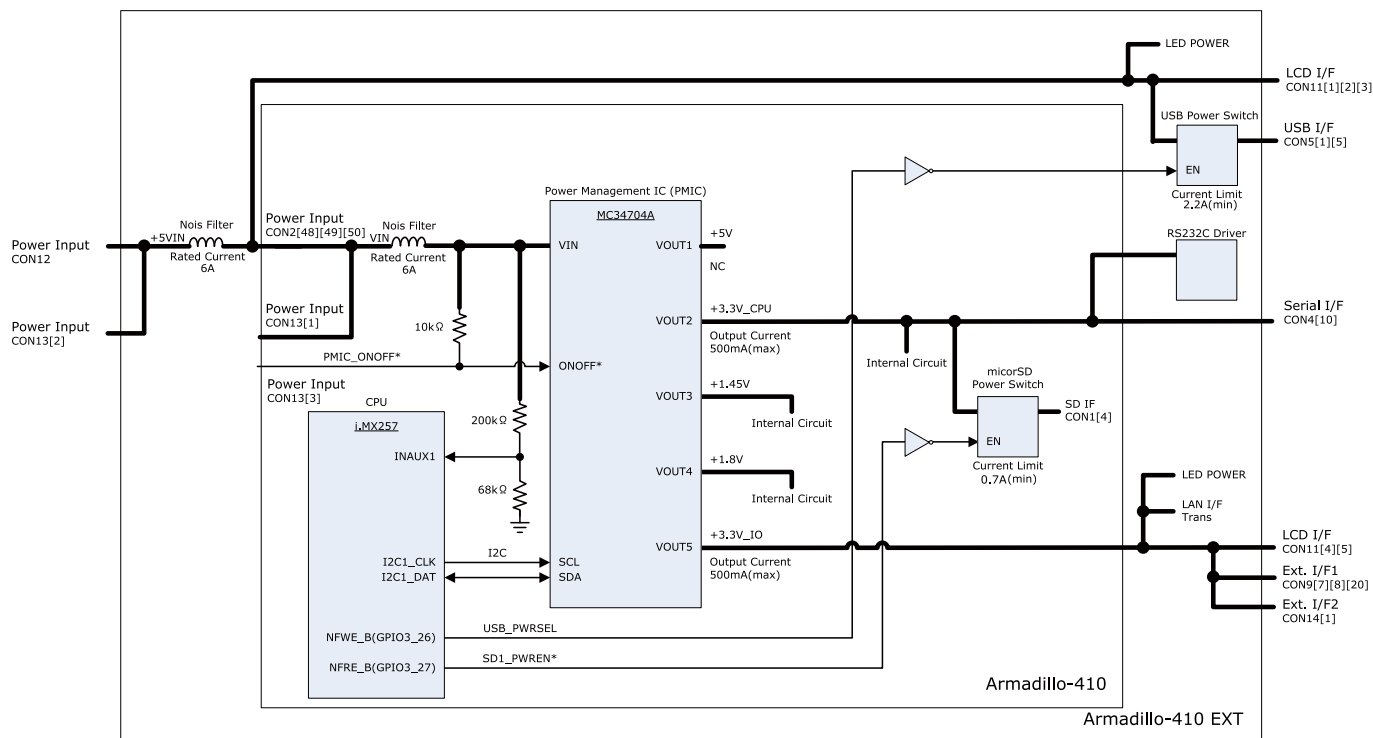 LED POWER
LCD I/F
CON11[1][2][3]
USB Power Switch
USB I/F
CON5[1][5]
EN
Current Limit
2.2A(min)
Power Management IC (PMIC)
MC34704A
Nois Filter
+5VIN
Rated Current
6A
Power Input
CON2[48][49][50]
Nois Filter
VIN
Rated Current
6A
VIN
VOUT1
+5V
NC
RS232C Driver
Power Input
CON12
Power Input
CON13[2]
Power Input
CON13[1]
10kΩ
VOUT2
+3.3V_CPU
Output Current
500mA(max)
Internal Circuit
Serial I/F
CON4[10]
PMIC_ONOFF*
ONOFF*
Power Input
CON13[3]
micorSD
Power Switch
EN
SD IF
CON1[4]
Current Limit
0.7A(min)
CPU
i.MX257
200kΩ
INAUX1
68kΩ
VOUT3
+1.45V
Internal Circuit
VOUT4
+1.8V
Internal Circuit
VOUT5
+3.3V_IO
Output Current
500mA(max)
LED POWER
LAN I/F
Trans
LCD I/F
CON11[4][5]
Ext. I/F1
CON9[7][8][20]
Ext. I/F2
CON14[1]
I2C
I2C1_CLK
SCL
I2C1_DAT
SDA
NFWE_B(GPIO3_26)
USB_PWRSEL
NFRE_B(GPIO3_27)
SD1_PWREN*
Armadillo-410
Armadillo-410 EXT